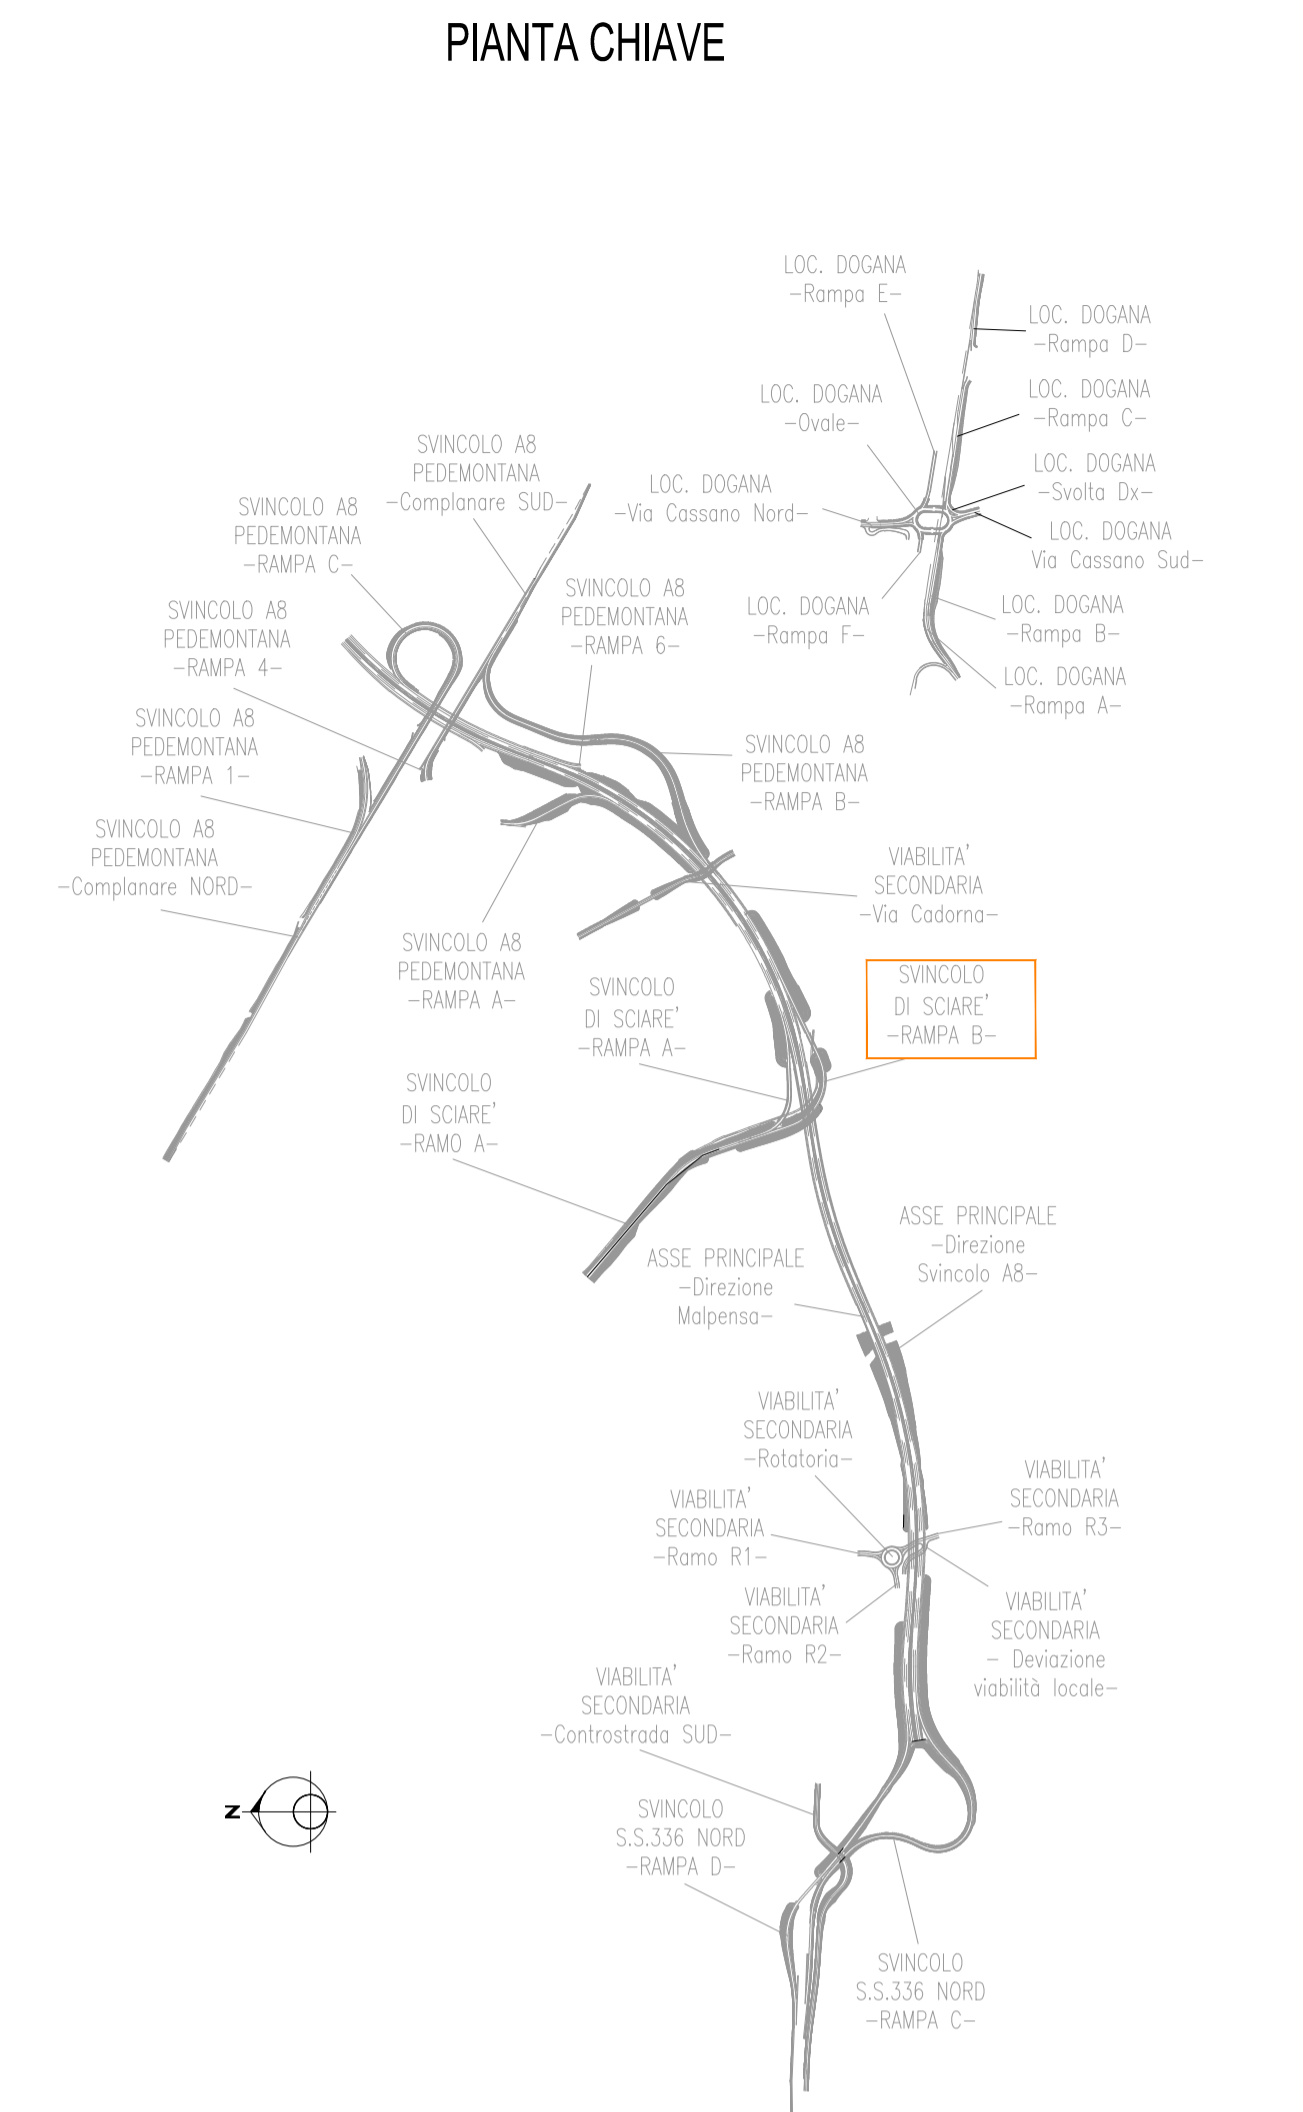 PIANTA CHIAVE
LOC. DOGANA
-Rampa E-
LOC. DOGANA
-Rampa D-
LOC. DOGANA
-Ovale-
LOC. DOGANA
-Rampa C-
SVINCOLO A8
PEDEMONTANA
-Complanare SUD-
LOC. DOGANA
-Via Cassano Nord-
LOC. DOGANA
-Svolta Dx-
SVINCOLO A8
PEDEMONTANA
-RAMPA C-
LOC. DOGANA
Via Cassano Sud-
SVINCOLO A8
PEDEMONTANA
-RAMPA 6-
LOC. DOGANA
-Rampa F-
LOC. DOGANA
-Rampa B-
SVINCOLO A8
PEDEMONTANA
-RAMPA 4-
LOC. DOGANA
-Rampa A-
SVINCOLO A8
PEDEMONTANA
-RAMPA 1-
SVINCOLO A8
PEDEMONTANA
-RAMPA B-
SVINCOLO A8
PEDEMONTANA
-Complanare NORD-
VIABILITA'
SECONDARIA
-Via Cadorna-
SVINCOLO A8
PEDEMONTANA
-RAMPA A-
SVINCOLO
DI SCIARE'
-RAMPA A-
SVINCOLO
DI SCIARE'
-RAMPA B-
SVINCOLO
DI SCIARE'
-RAMO A-
ASSE PRINCIPALE
-Direzione
Svincolo A8-
ASSE PRINCIPALE
-Direzione
Malpensa-
VIABILITA'
SECONDARIA
-Rotatoria-
VIABILITA'
SECONDARIA
-Ramo R3-
VIABILITA'
SECONDARIA
-Ramo R1-
VIABILITA'
SECONDARIA
-Ramo R2-
VIABILITA'
SECONDARIA
- Deviazione
viabilità locale-
VIABILITA'
SECONDARIA
-Controstrada SUD-
N
SVINCOLO
S.S.336 NORD
-RAMPA D-
SVINCOLO
S.S.336 NORD
-RAMPA C-